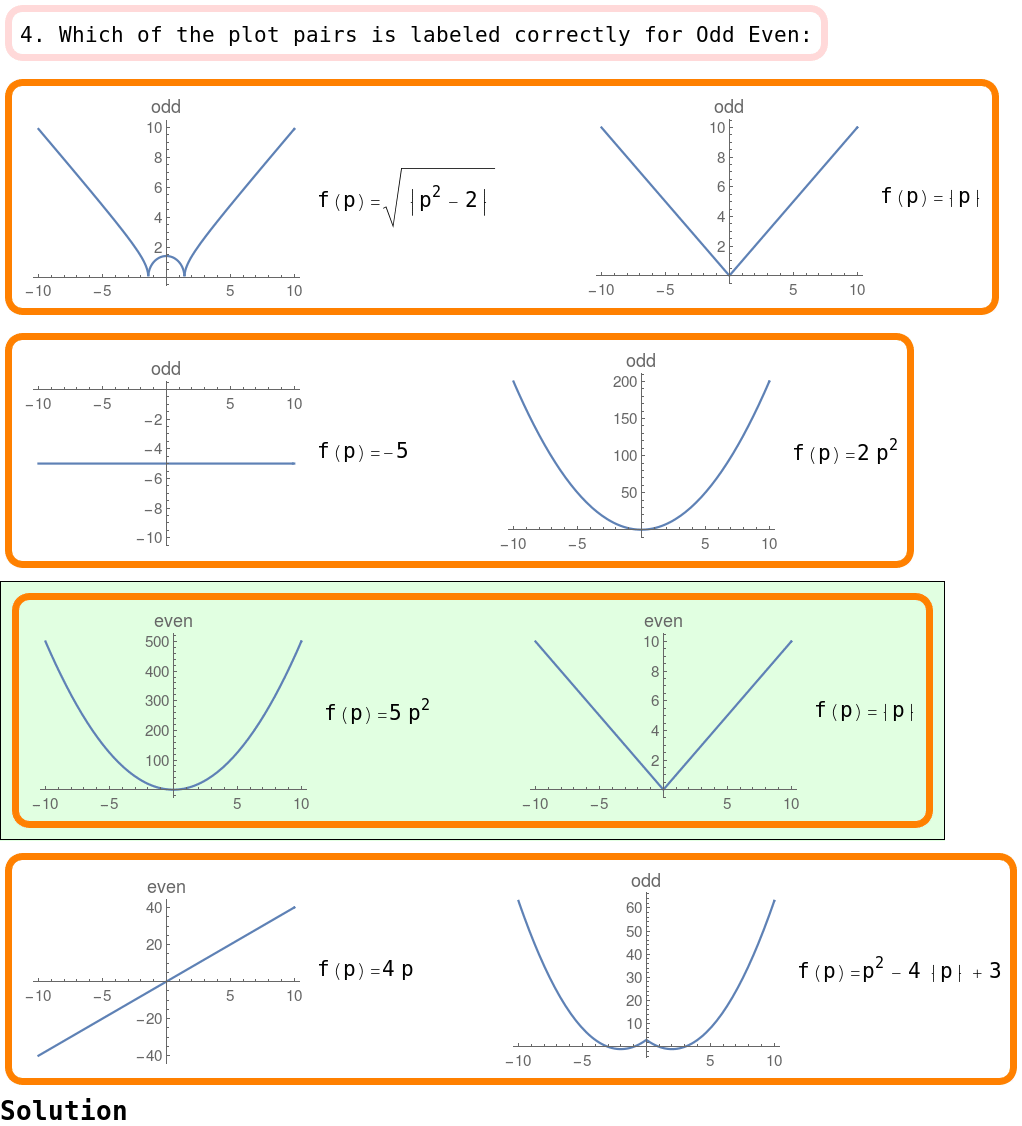 4. Which of the plot pairs is labeled correctly for Odd Even:
odd
10
8
6
4
2
−10 −5 5 10
f(p)=√|p² − 2|
odd
10
8
6
4
2
−10 −5 5 10
f(p)=|p|
odd
−10 −5 5 10
−2
−4
−6
−8
−10
f(p)=−5
odd
200
150
100
50
−10 −5 5 10
f(p)=2 p²
even
500
400
300
200
100
−10 −5 5 10
f(p)=5 p²
even
10
8
6
4
2
−10 −5 5 10
f(p)=|p|
even
40
20
−10 −5 5 10
−20
−40
f(p)=4 p
odd
60
50
40
30
20
10
−10 −5 5 10
f(p)=p² − 4 |p| + 3
Solution